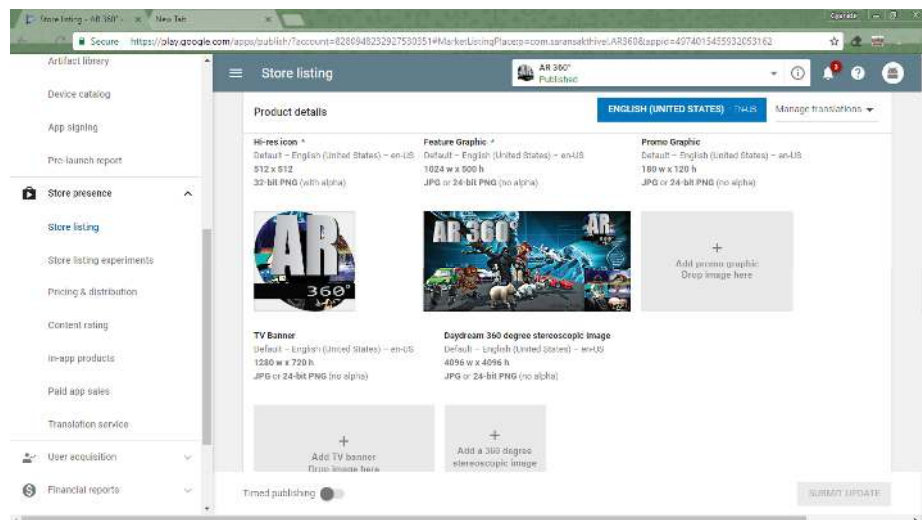 Store listing - AR 360° -
New Tab
Secure
https://play.google.com/apps/publish/?account=8280948232927530351#MarketListingPlace:p=com.saransakthivel.AR360&appid=4974015455932053162
Artifact library
Device catalog
App signing
Pre-launch report
Store presence
Store listing
Store listing experiments
Pricing & distribution
Content rating
In-app products
Paid app sales
Translation service
User acquisition
Financial reports
Store listing
AR 360°
Published
Product details
ENGLISH (UNITED STATES) – EN-US
Manage translations
Hi-res icon *
Default – English (United States) – en-US
512 x 512
32-bit PNG (with alpha)
Feature Graphic *
Default – English (United States) – en-US
1024 w x 500 h
JPG or 24-bit PNG (no alpha)
Promo Graphic
Default – English (United States) – en-US
180 w x 120 h
JPG or 24-bit PNG (no alpha)
AR
360°
AR 360°
AR
+
Add promo graphic
Drop image here
TV Banner
Default – English (United States) – en-US
1280 w x 720 h
JPG or 24-bit PNG (no alpha)
Daydream 360 degree stereoscopic image
Default – English (United States) – en-US
4096 w x 4096 h
JPG or 24-bit PNG (no alpha)
+
Add TV banner
Drop image here
+
Add a 360 degree
stereoscopic image
Timed publishing
SUBMIT UPDATE